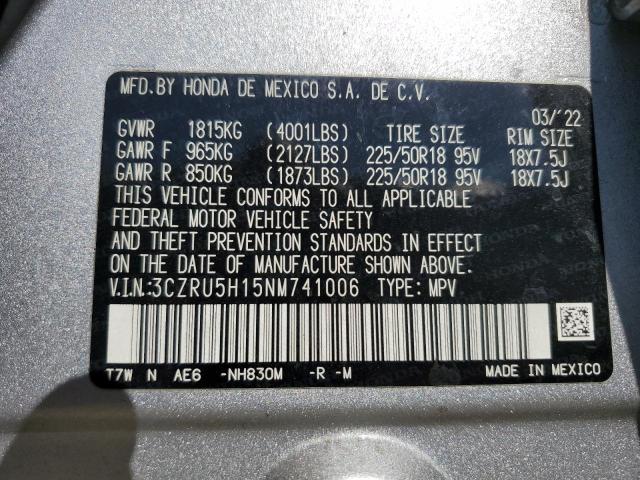 MFD.BY HONDA DE MEXICO S.A. DE C.V.
03/'22
GVWR 1815KG (4001LBS) TIRE SIZE RIM SIZE
GAWR F 965KG (2127LBS) 225/50R18 95V 18X7.5J
GAWR R 850KG (1873LBS) 225/50R18 95V 18X7.5J
THIS VEHICLE CONFORMS TO ALL APPLICABLE
FEDERAL MOTOR VEHICLE SAFETY
AND THEFT PREVENTION STANDARDS IN EFFECT
ON THE DATE OF MANUFACTURE SHOWN ABOVE.
V.I.N.:3CZRU5H15NM741006 TYPE: MPV
T7W N AE6 -NH830M -R -M MADE IN MEXICO